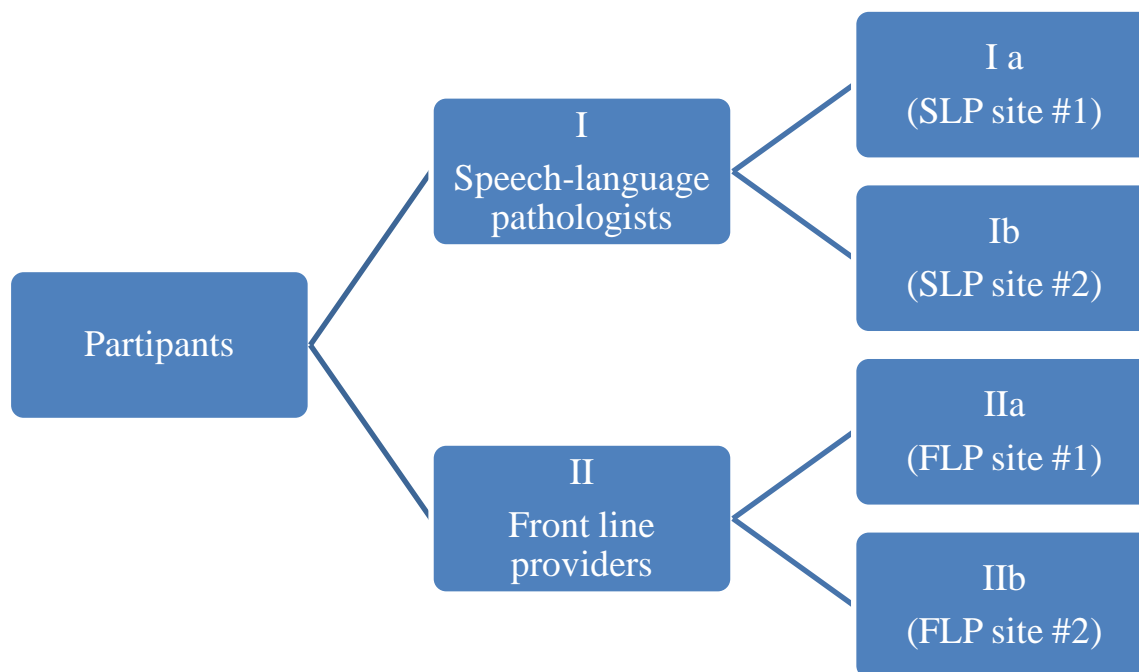 Partipants
I
Speech-language
pathologists
II
Front line
providers
I a
(SLP site #1)
Ib
(SLP site #2)
IIa
(FLP site #1)
IIb
(FLP site #2)